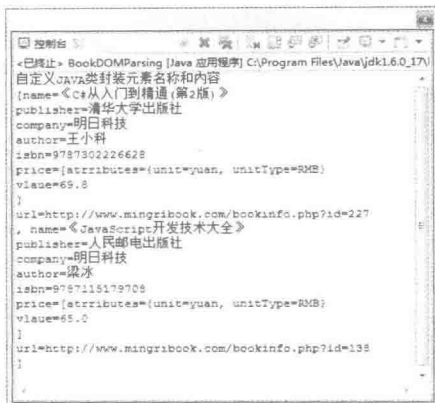 控制台
<已终止> BookDOMParsing [Java 应用程序] C:\Program Files\Java\jdk1.6.0_17\
自定义JAVA类封装元素名称和内容
[name=《C#从入门到精通(第2版)》
publisher=清华大学出版社
company=明日科技
author=王小科
isbn=9787302226628
price=[atrributes={unit=yuan, unitType=RMB}
vlaue=69.8
]
url=http://www.mingribook.com/bookinfo.php?id=227
, name=《JavaScript开发技术大全》
publisher=人民邮电出版社
company=明日科技
author=梁冰
isbn=9787115179708
price=[atrributes={unit=yuan, unitType=RMB}
vlaue=65.0
]
url=http://www.mingribook.com/bookinfo.php?id=138
]